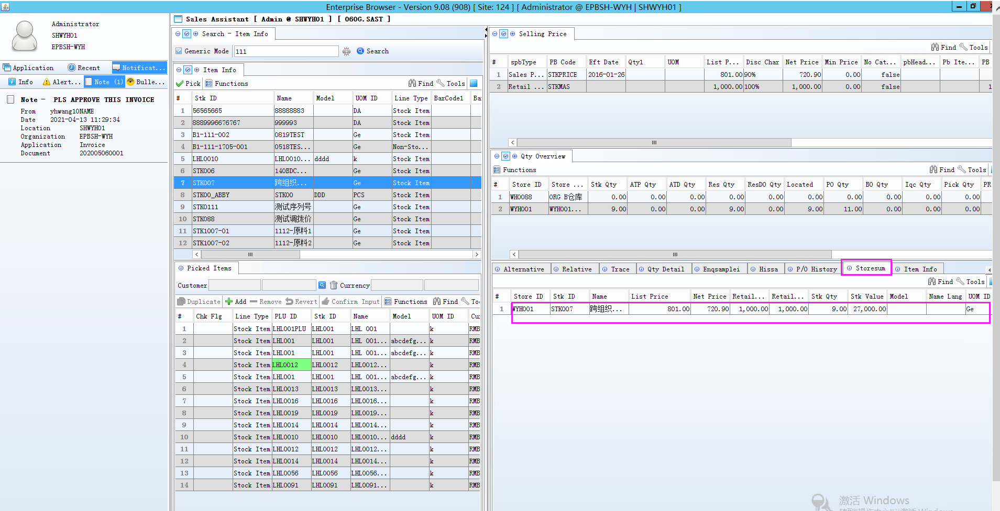 Enterprise Browser - Version 9.08 (908) [ Site: 124 ] [ Administrator @ EPBSH-WYH | SHWYH01 ]
Administrator
SHWYH01
EPBSH-WYH
Application Recent Notificat...
Info Alert... Note (1) Bulle...
Note - PLS APPROVE THIS INVOICE
From yhwang10NAME
Date 2021-04-13 11:29:34
Location SHWYH01
Organization EPBSH-WYH
Application Invoice
Document 202005060001
Sales Assistant [ Admin @ SHWYH01 ] [ O6OG.SAST ]
Search - Item Info
Generic Mode 111 Search
Item Info
Pick Functions Find Tools
# Stk ID Name Model UOM ID Line Type BarCode1 Ba
1 56565665 88888883 DA Stock Item
2 8889996676767 999993 DA Stock Item
3 B1-111-002 0819TEST Ge Stock Item
4 B1-111-1705-001 0518TES... Ge Non-Sto...
5 LHL0010 LHL0010... dddd k Stock Item
6 STK006 140BDC... Ge Stock Item
7 STK007 跨组织... Ge Stock Item
8 STK00_ABBY STK00 DDD PCS Stock Item
9 STK0111 测试序列号 Ge Stock Item
10 STK088 测试调拨价 Ge Stock Item
11 STK1007-01 1112-原料1 Ge Stock Item
12 STK1007-02 1112-原料2 Ge Stock Item
Picked Items
Customer Currency
Duplicate Add Remove Revert Confirm Input Functions Find To
# Chk Flg Line Type PLU ID Stk ID Name Model UOM ID Cu
1 Stock Item LHL001PLU LHL001 LHL 001 k RMB
2 Stock Item LHL001 LHL001 LHL 001... abcdefg... k RMB
3 Stock Item LHL001 LHL001 LHL 001... abcdefg... k RMB
4 Stock Item LHL0012 LHL0012 LHL0012... k RMB
5 Stock Item LHL001 LHL001 LHL 001... abcdefg... k RMB
6 Stock Item LHL0013 LHL0013 LHL0013... k RMB
7 Stock Item LHL0016 LHL0016 LHL0016... k RMB
8 Stock Item LHL0019 LHL0019 LHL0019... k RMB
9 Stock Item LHL0014 LHL0014 LHL0014... k RMB
10 Stock Item LHL0010 LHL0010 LHL0010... dddd k RMB
11 Stock Item LHL0012 LHL0012 LHL0012... k RMB
12 Stock Item LHL0014 LHL0014 LHL0014... k RMB
13 Stock Item LHL0056 LHL0056 LHL0056... k RMB
14 Stock Item LHL0091 LHL0091 LHL0091... k RMB
Selling Price
Find Tools
# spbType PB Code Eft Date Qty1 UOM List P... Disc Char Net Price Min Price No Cat... pbHead... Pb Ite... PB
1 Sales P... STKPRICE 2016-01-26 801.00 90% 720.90 0.00 false
2 Retail ... STKMAS 1,000.00 100% 1,000.00 0.00 false 1
Qty Overview
Functions Find Tools
# Store ID Store ... Stk Qty ATP Qty ATD Qty Res Qty ResDO Qty Located PO Qty BO Qty Iqc Qty Pick Qty PR
1 WH0088 ORG B仓库 0.00 0.00 0.00 0.00 0.00 0.00 0.00 0.00 0.00 0.00
2 WYH001 WYH001... 9.00 0.00 0.00 9.00 0.00 9.00 11.00 0.00 0.00 0.00
Alternative Relative Trace Qty Detail Enqsamplei Hissa P/O History Storesum Item Info
Find Tools
# Store ID Stk ID Name List Price Net Price Retail... Retail... Stk Qty Stk Value Model Name Lang UOM ID
1 WYH001 STK007 跨组织... 801.00 720.90 1,000.00 1,000.00 9.00 27,000.00 Ge
激活 Windows